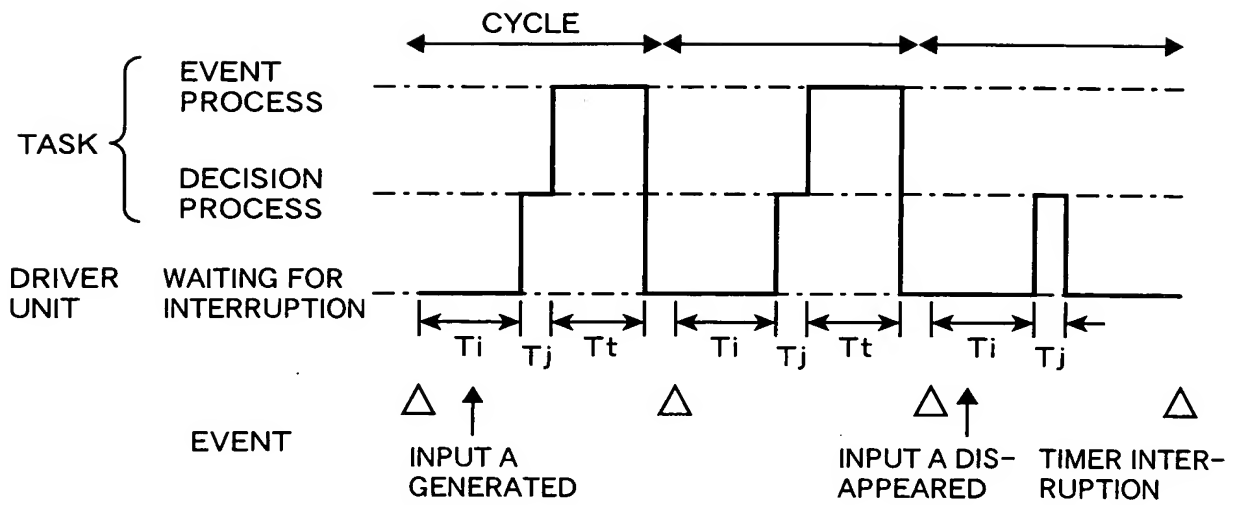 CYCLE
EVENT
PROCESS
TASK
DECISION
PROCESS
DRIVER
UNIT
WAITING FOR
INTERRUPTION
Ti
Tj
Tt
Ti
Tj
Tt
Ti
Tj
EVENT
INPUT A
GENERATED
INPUT A DIS-
APPEARED
TIMER INTER-
RUPTION